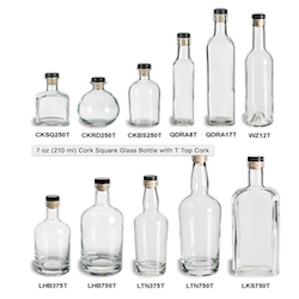 CKSQ250T CKRD250T CKBS250T QDRA8T QDRA17T WZ12T
7 oz (210 ml) Cork Square Glass Bottle with T Top Cork
LHB375T LHB750T LTN375T LTN750T LKS750T